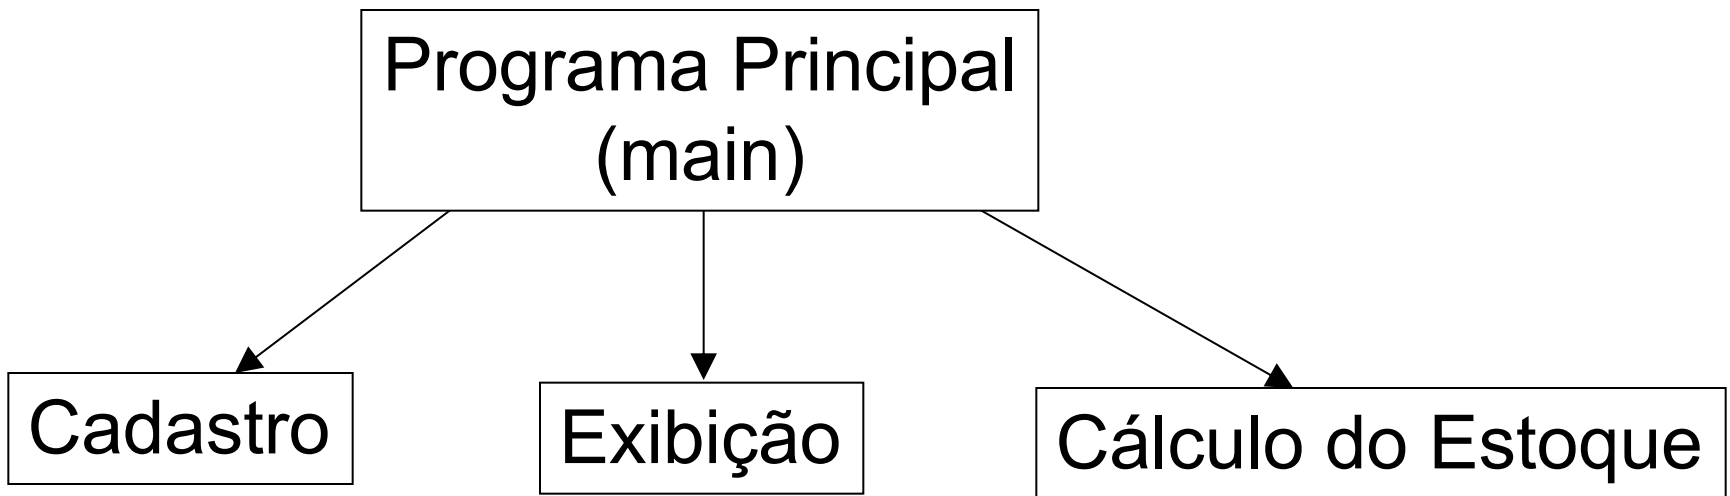 Programa Principal
(main)
Cadastro
Exibição
Cálculo do Estoque